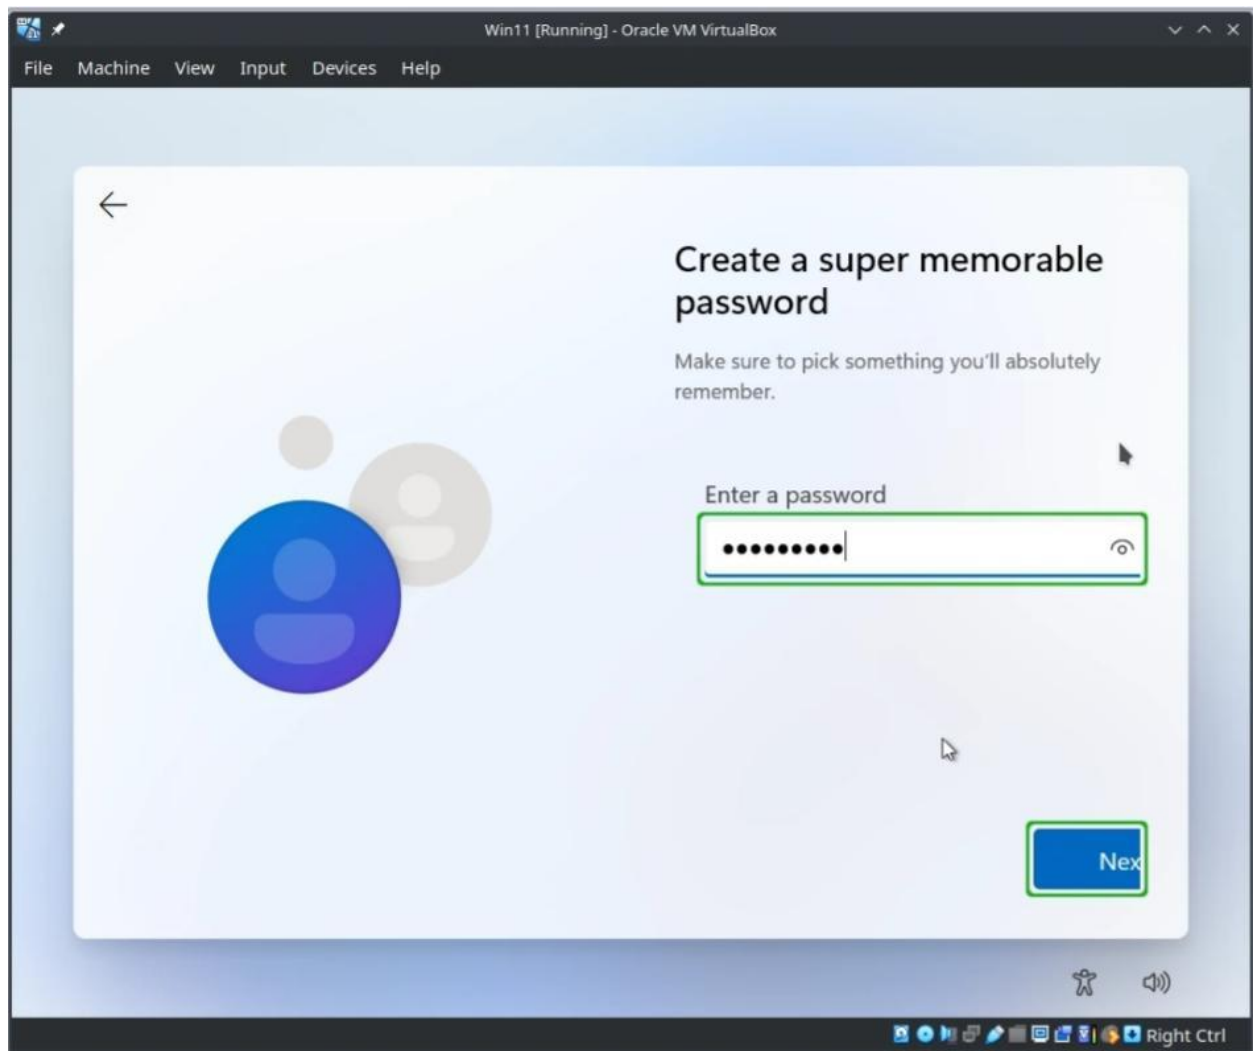 Win11 [Running] - Oracle VM VirtualBox
File Machine View Input Devices Help
Create a super memorable
password
Make sure to pick something you'll absolutely
remember.
Enter a password
•••••••••
Nex
Right Ctrl